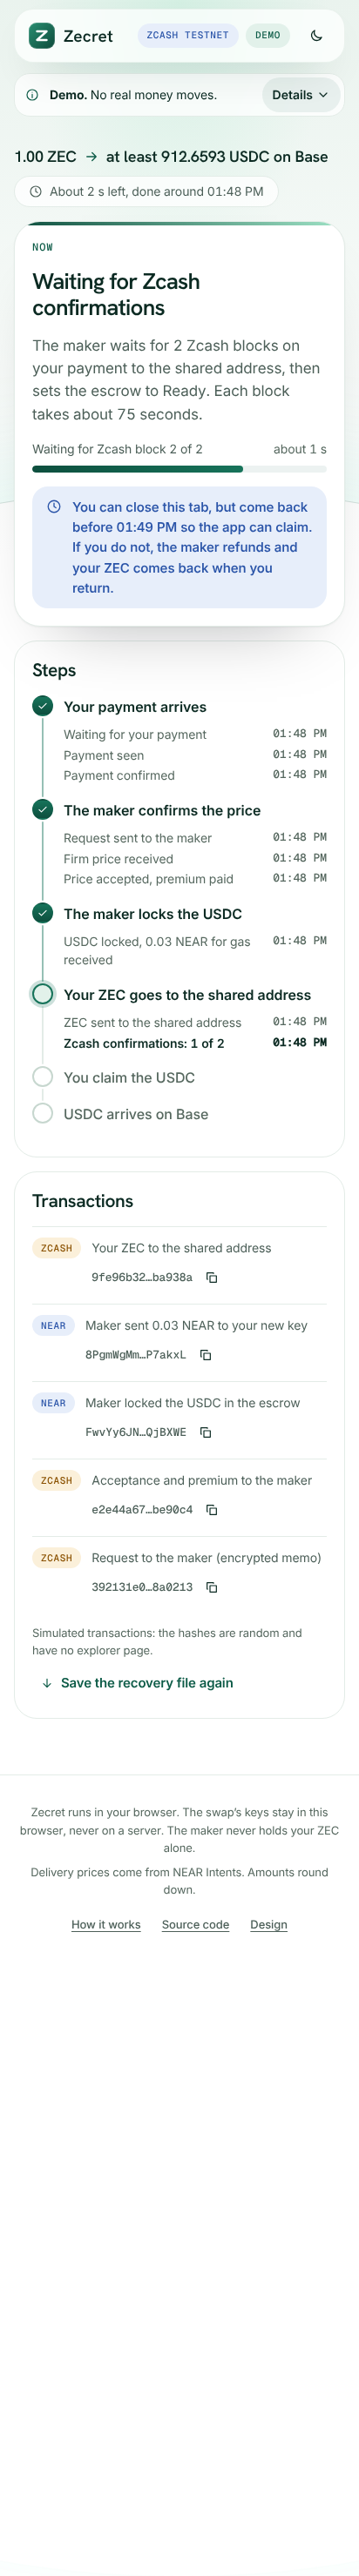 Zecret
ZCASH TESTNET
DEMO
Demo. No real money moves.
Details
1.00 ZEC → at least 912.6593 USDC on Base
About 2 s left, done around 01:48 PM
NOW
Waiting for Zcash
confirmations
The maker waits for 2 Zcash blocks on
your payment to the shared address, then
sets the escrow to Ready. Each block
takes about 75 seconds.
Waiting for Zcash block 2 of 2 about 1 s
You can close this tab, but come back
before 01:49 PM so the app can claim.
If you do not, the maker refunds and
your ZEC comes back when you
return.
Steps
Your payment arrives
Waiting for your payment 01:48 PM
Payment seen 01:48 PM
Payment confirmed 01:48 PM
The maker confirms the price
Request sent to the maker 01:48 PM
Firm price received 01:48 PM
Price accepted, premium paid 01:48 PM
The maker locks the USDC
USDC locked, 0.03 NEAR for gas 01:48 PM
received
Your ZEC goes to the shared address
ZEC sent to the shared address 01:48 PM
Zcash confirmations: 1 of 2 01:48 PM
You claim the USDC
USDC arrives on Base
Transactions
ZCASH Your ZEC to the shared address
9fe96b32…ba938a
NEAR Maker sent 0.03 NEAR to your new key
8PgmWgMm…P7akxL
NEAR Maker locked the USDC in the escrow
FwvYy6JN…QjBXWE
ZCASH Acceptance and premium to the maker
e2e44a67…be90c4
ZCASH Request to the maker (encrypted memo)
392131e0…8a0213
Simulated transactions: the hashes are random and
have no explorer page.
Save the recovery file again
Zecret runs in your browser. The swap's keys stay in this
browser, never on a server. The maker never holds your ZEC
alone.
Delivery prices come from NEAR Intents. Amounts round
down.
How it works Source code Design